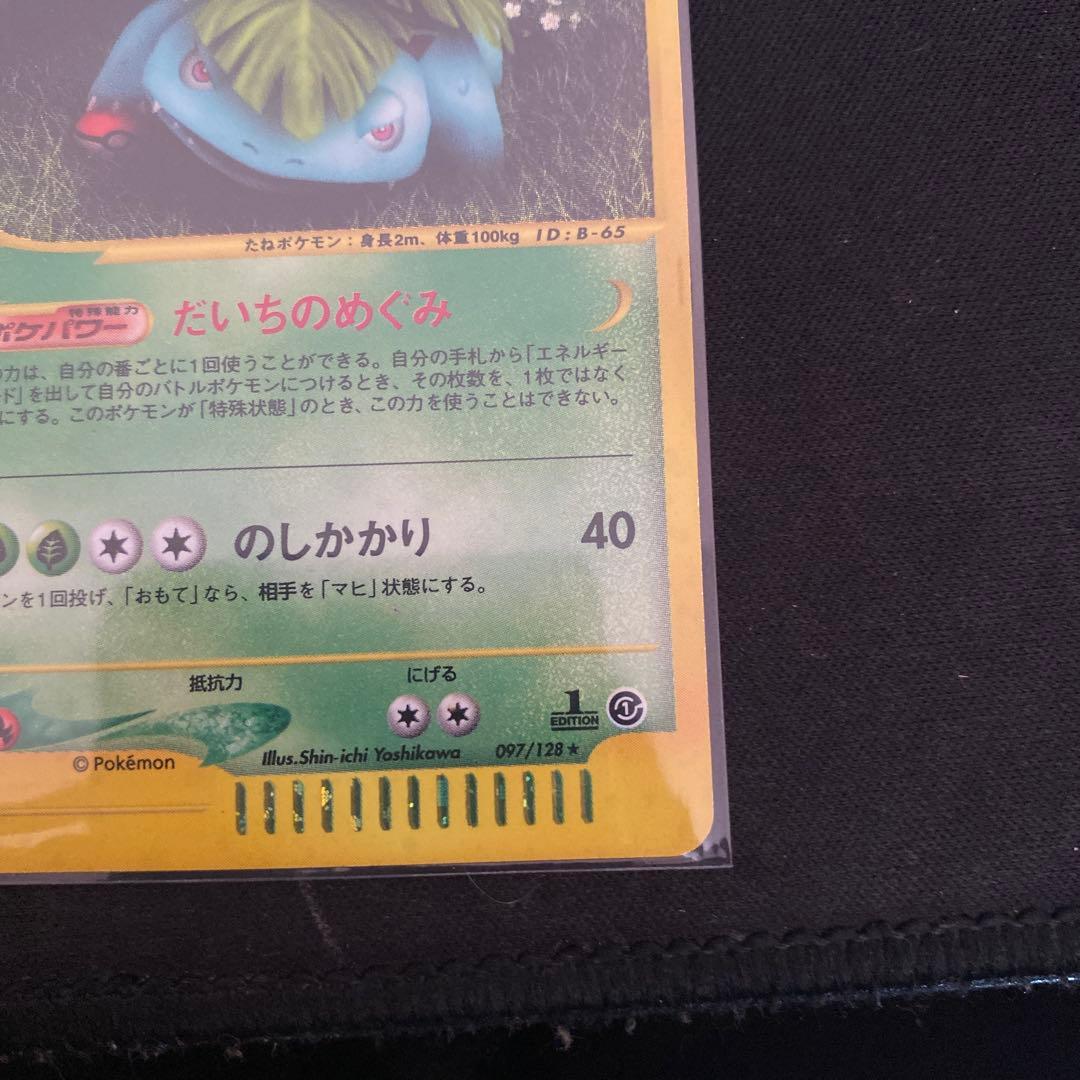 たねポケモン：身長2m、体重100kg ID:B-65
特殊能力
ポケパワー だいちのめぐみ
の力は、自分の番ごとに1回使うことができる。自分の手札から「エネルギー
ド」を出して自分のバトルポケモンにつけるとき、その枚数を、1枚ではなく
にする。このポケモンが「特殊状態」のとき、この力を使うことはできない。
のしかかり 40
ンを1回投げ、「おもて」なら、相手を「マヒ」状態にする。
抵抗力 にげる
1
EDITION
©Pokémon Illus.Shin-ichi Yoshikawa 097/128★